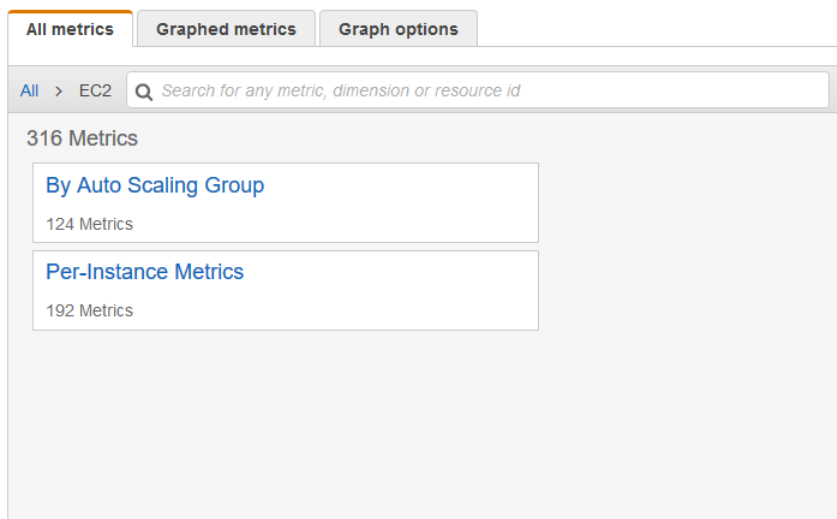 All metrics Graphed metrics Graph options
All > EC2 Search for any metric, dimension or resource id
316 Metrics
By Auto Scaling Group
124 Metrics
Per-Instance Metrics
192 Metrics